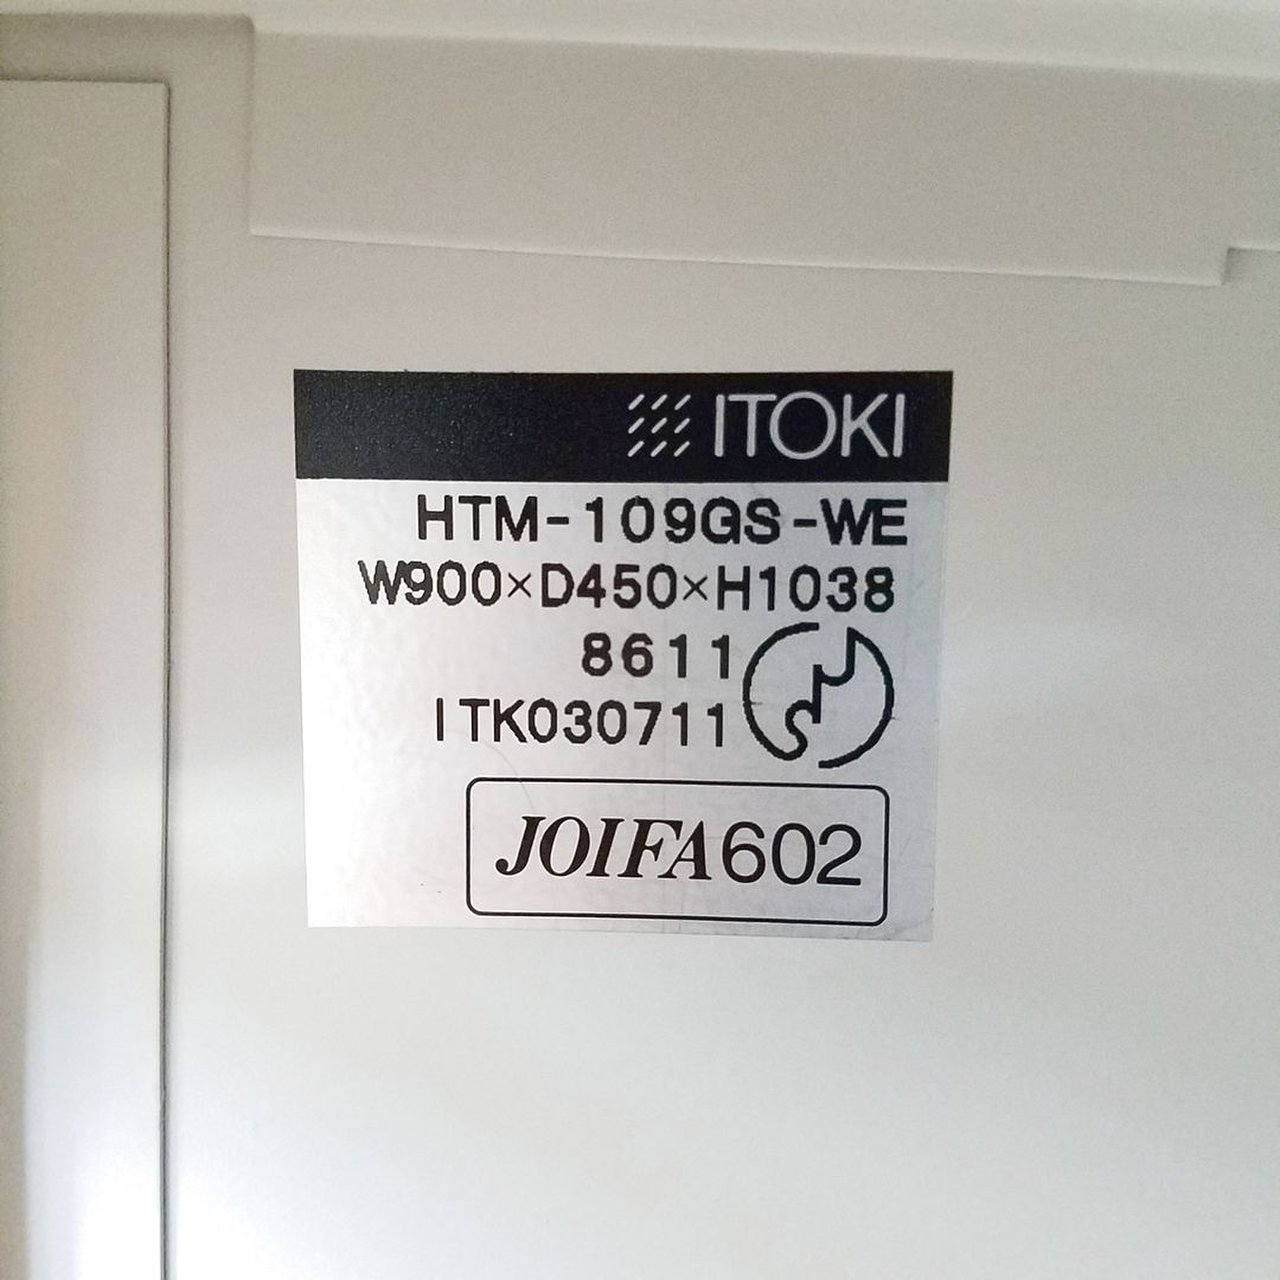 ITOKI
HTM-109GS-WE
W900×D450×H1038
8611
ITK030711
JOIFA602